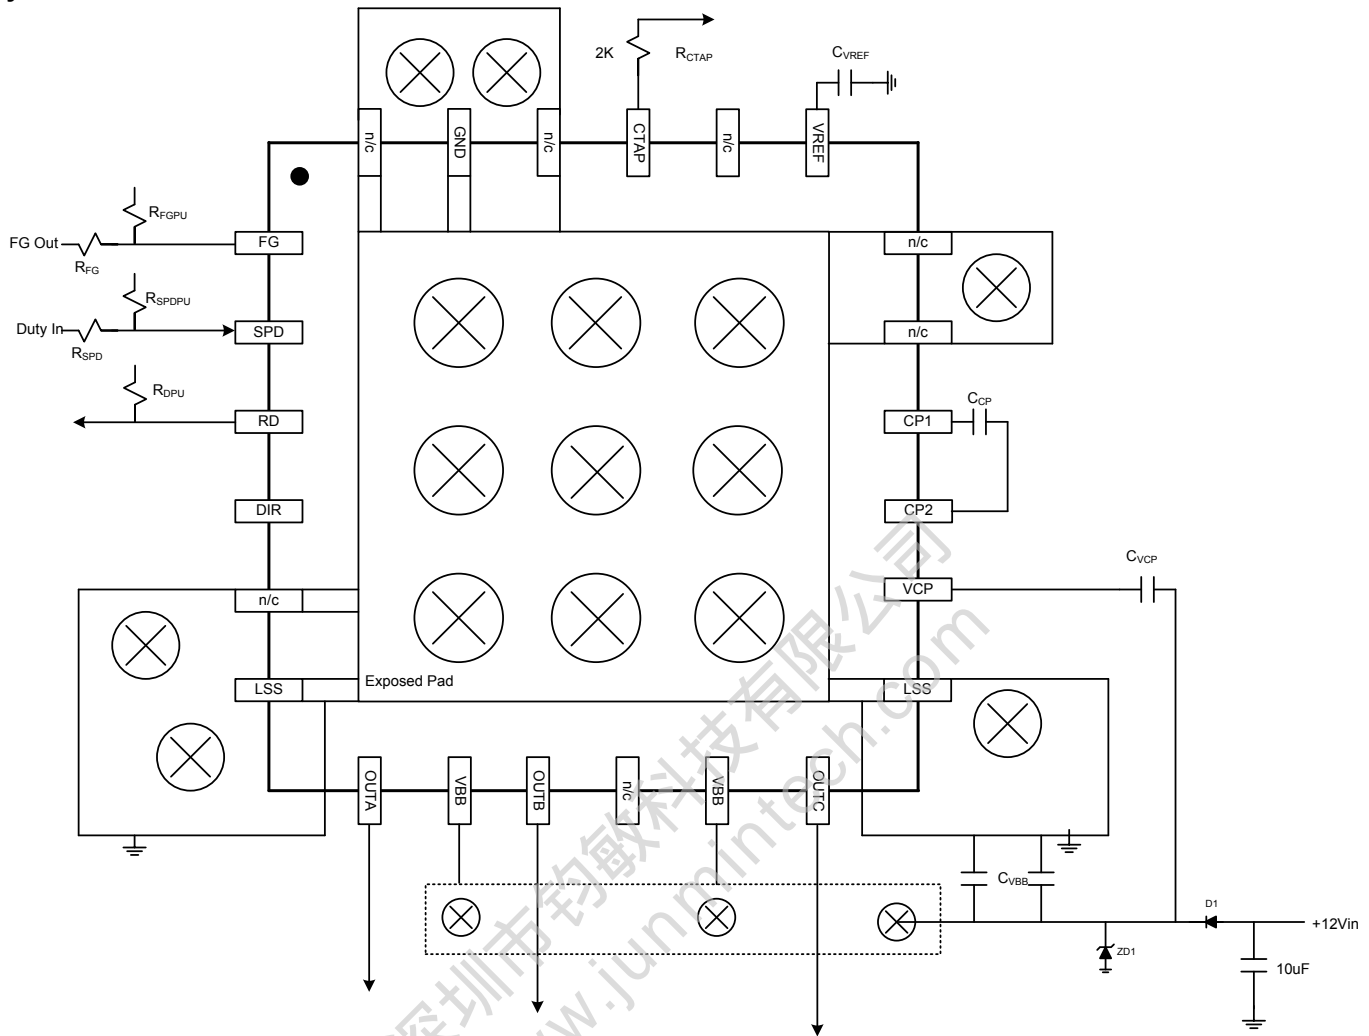 2K
RCTAP
CVREF
n/c
GND
n/c
CTAP
n/c
VREF
RFGPU
FG Out
RFG
FG
n/c
RSPDPU
Duty In
RSPD
SPD
n/c
RDPU
RD
CCP
CP1
DIR
CP2
CVCP
n/c
VCP
LSS
Exposed Pad
LSS
OUTA
VBB
OUTB
n/c
VBB
OUTC
CVBB
D1
+12Vin
ZD1
10uF
深圳市钧敏科技有限公司
www.junmintech.com